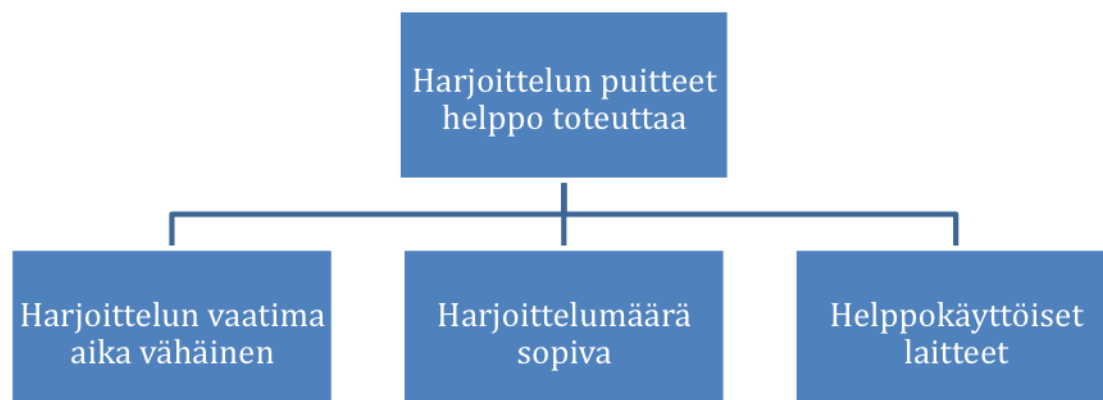 Harjoittelun puitteet
helppo toteuttaa
Harjoittelun vaatima
aika vähäinen
Harjoittelumäärä
sopiva
Helppokäyttöiset
laitteet